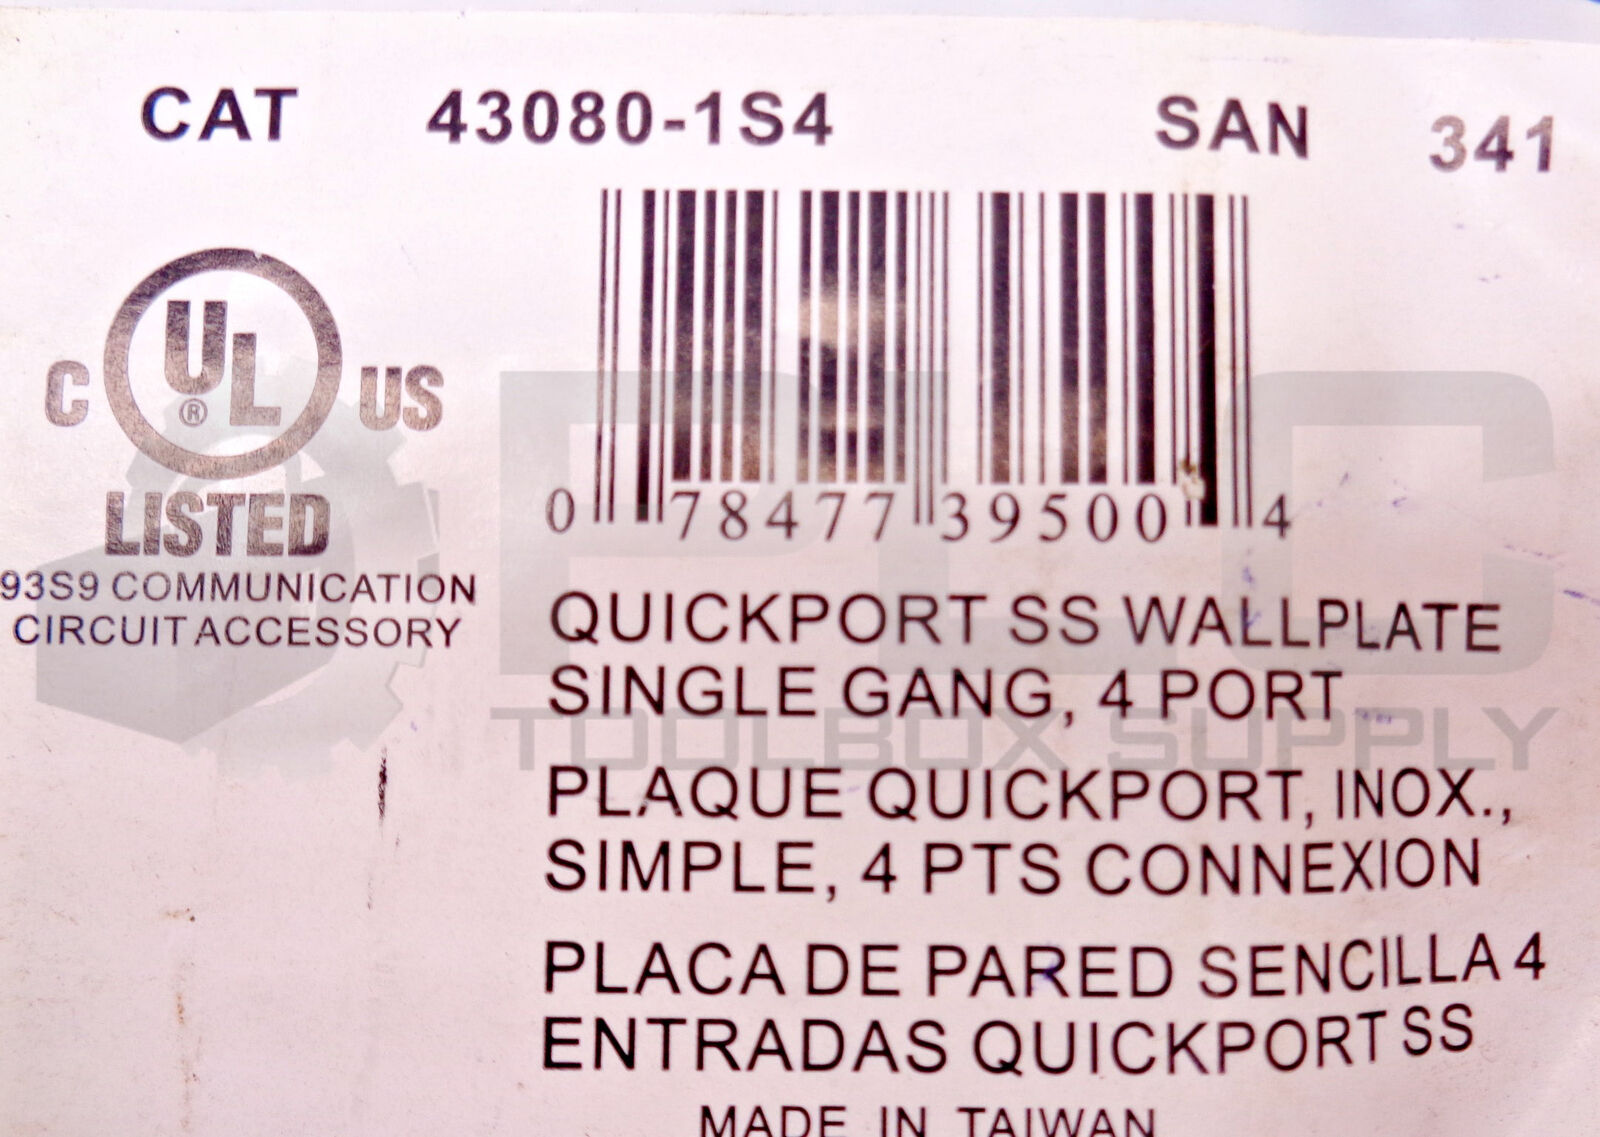 CAT 43080-1S4 SAN 341
C UL® US
LISTED
93S9 COMMUNICATION
CIRCUIT ACCESSORY
0 78477 39500 4
QUICKPORT SS WALLPLATE
SINGLE GANG, 4 PORT
PLAQUE QUICKPORT, INOX.,
SIMPLE, 4 PTS CONNEXION
PLACA DE PARED SENCILLA 4
ENTRADAS QUICKPORT SS
MADE IN TAIWAN
PLC
TOOLBOX SUPPLY